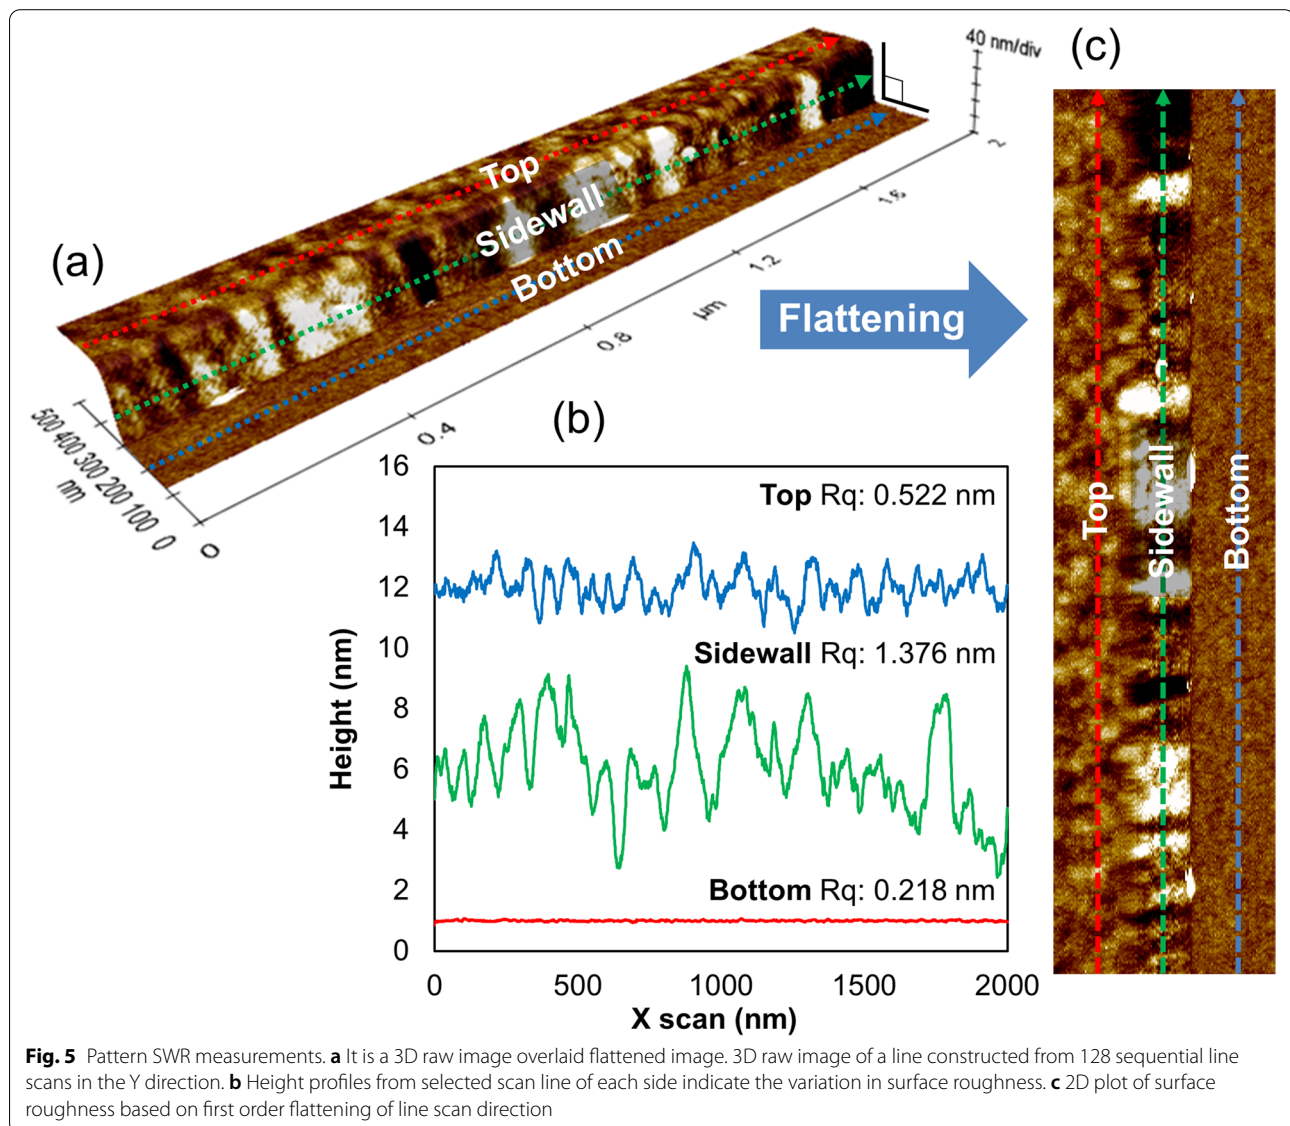 (a)
Top
Sidewall
Bottom
40 nm/div
2
1.6
1.2
µm
0.8
0.4
0
500 400 300 200 100 0
nm
Flattening
(c)
Top
Sidewall
Bottom
(b)
16
14
12
10
8
6
4
2
0
Height (nm)
Top Rq: 0.522 nm
Sidewall Rq: 1.376 nm
Bottom Rq: 0.218 nm
0 500 1000 1500 2000
X scan (nm)
Fig. 5 Pattern SWR measurements. a It is a 3D raw image overlaid flattened image. 3D raw image of a line constructed from 128 sequential line
scans in the Y direction. b Height profiles from selected scan line of each side indicate the variation in surface roughness. c 2D plot of surface
roughness based on first order flattening of line scan direction